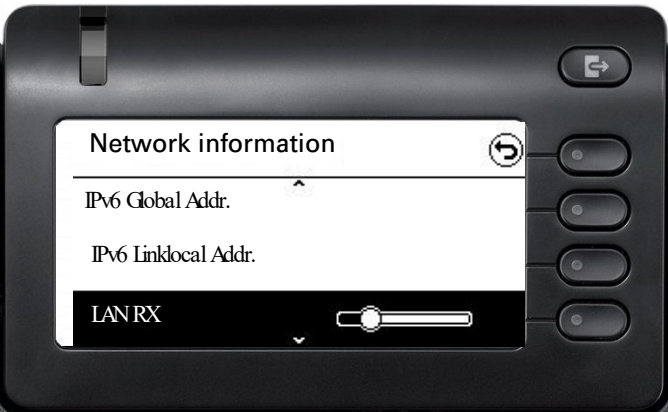 Network information
IPv6 Global Addr.
IPv6 Linklocal Addr.
LAN RX